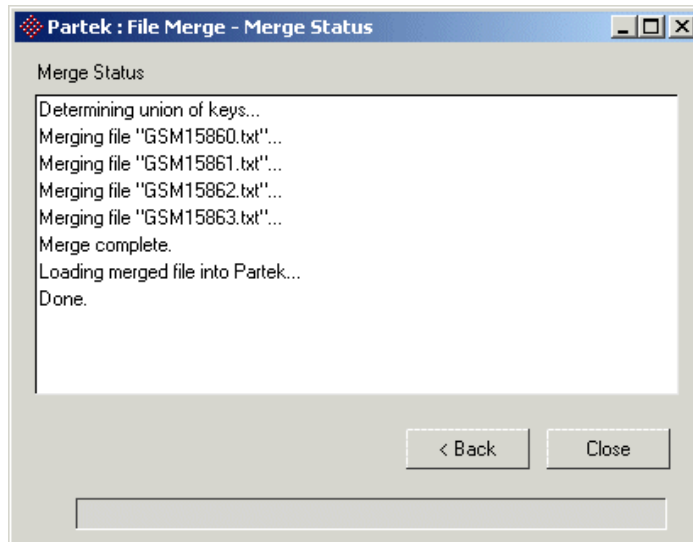 Partek : File Merge - Merge Status
Merge Status
Determining union of keys...
Merging file "GSM15860.txt"...
Merging file "GSM15861.txt"...
Merging file "GSM15862.txt"...
Merging file "GSM15863.txt"...
Merge complete.
Loading merged file into Partek...
Done.
< Back Close